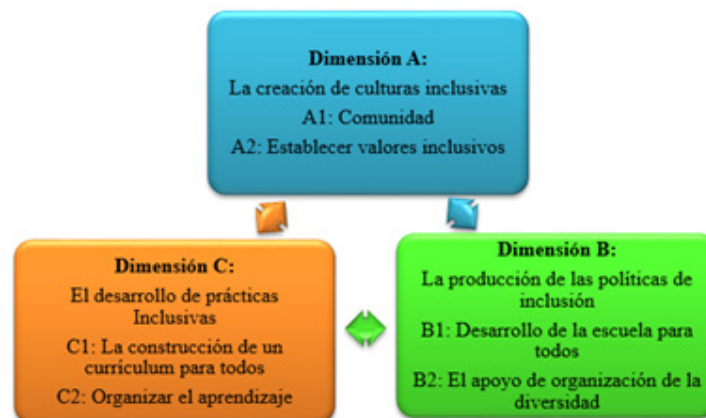 Dimensión A:
La creación de culturas inclusivas
A1: Comunidad
A2: Establecer valores inclusivos
Dimensión C:
El desarrollo de prácticas
Inclusivas
C1: La construcción de un
currículum para todos
C2: Organizar el aprendizaje
Dimensión B:
La producción de las políticas de
inclusión
B1: Desarrollo de la escuela para
todos
B2: El apoyo de organización de la
diversidad